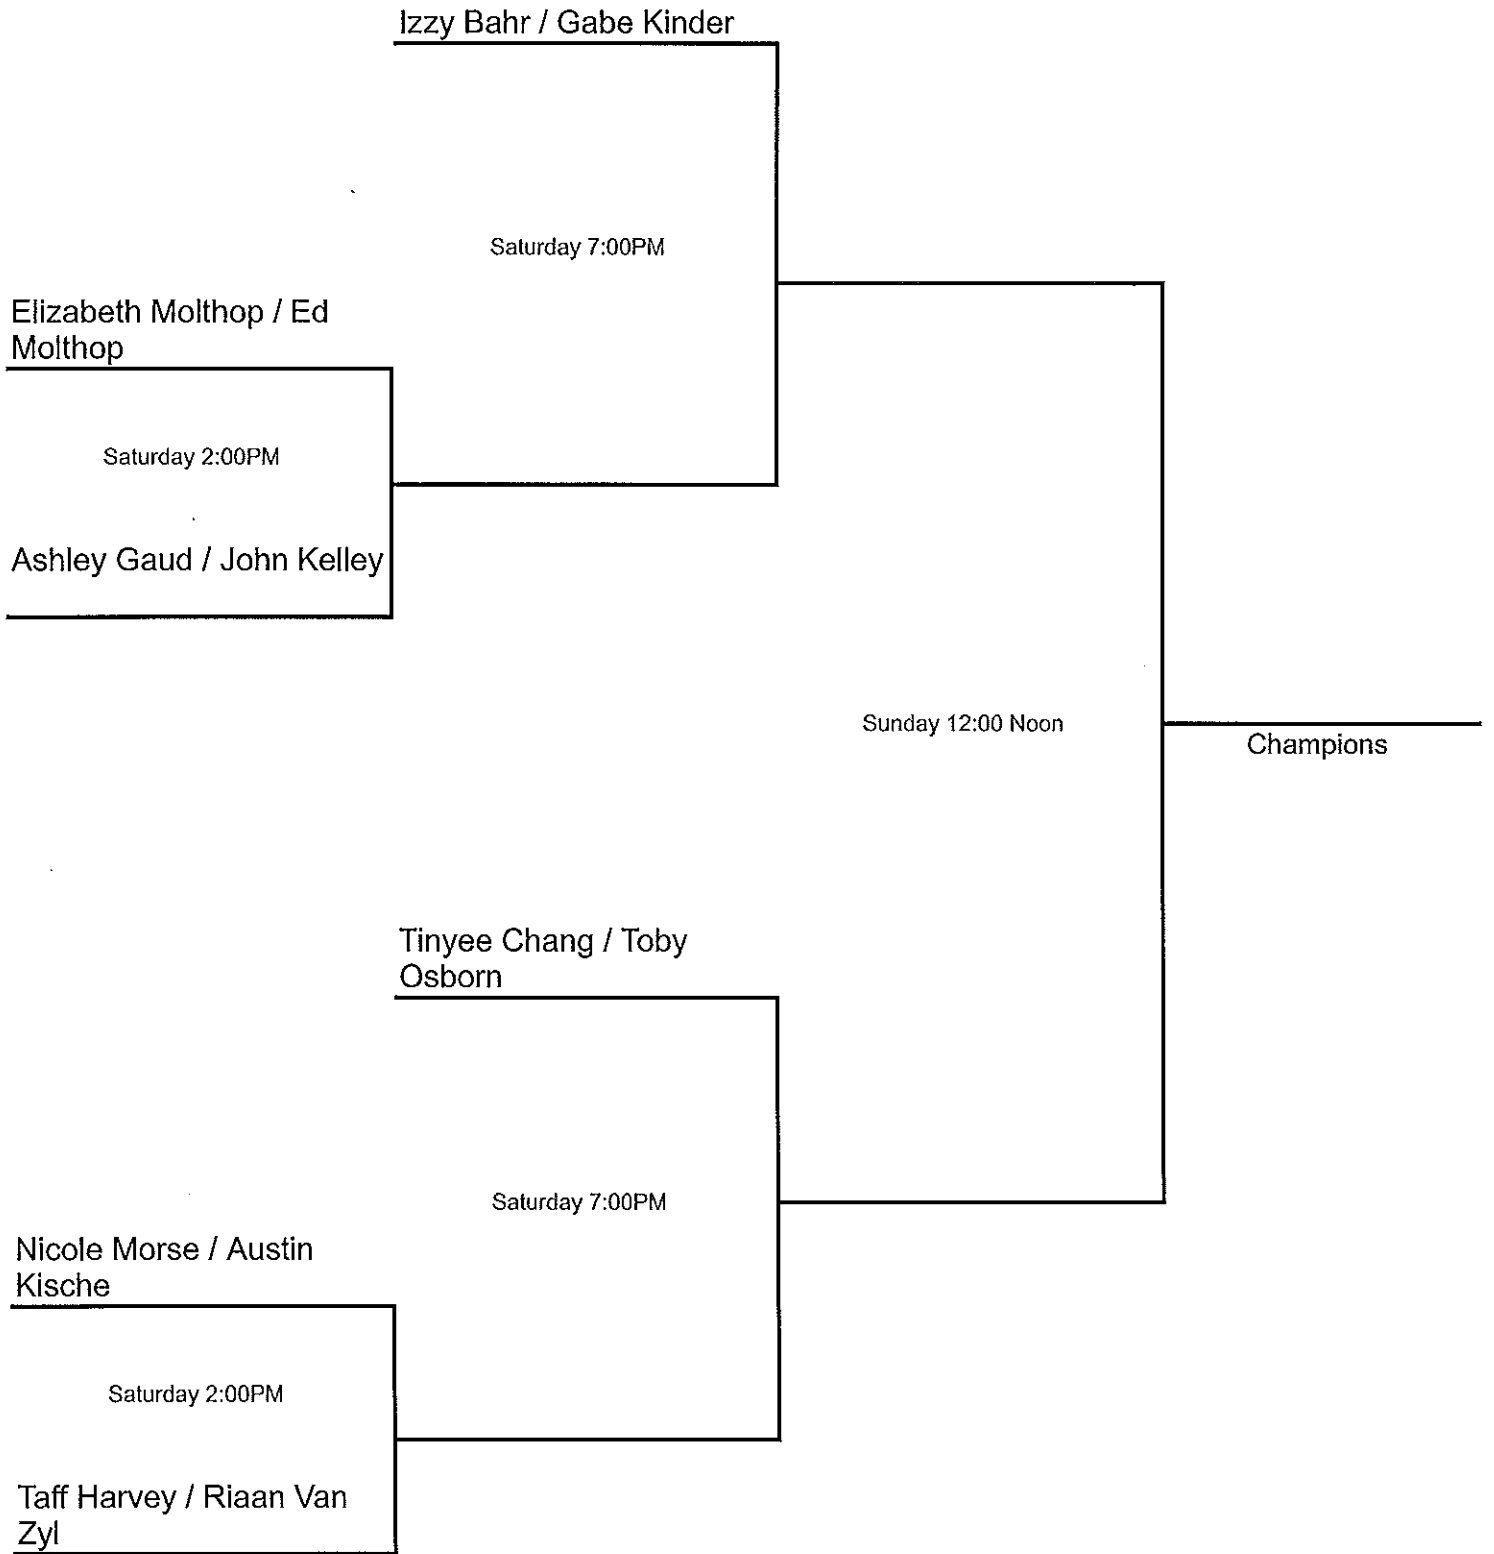 Izzy Bahr / Gabe Kinder
Saturday 7:00PM
Elizabeth Molthop / Ed
Molthop
Saturday 2:00PM
Ashley Gaud / John Kelley
Sunday 12:00 Noon
Champions
Tinyee Chang / Toby
Osborn
Saturday 7:00PM
Nicole Morse / Austin
Kische
Saturday 2:00PM
Taff Harvey / Riaan Van
Zyl